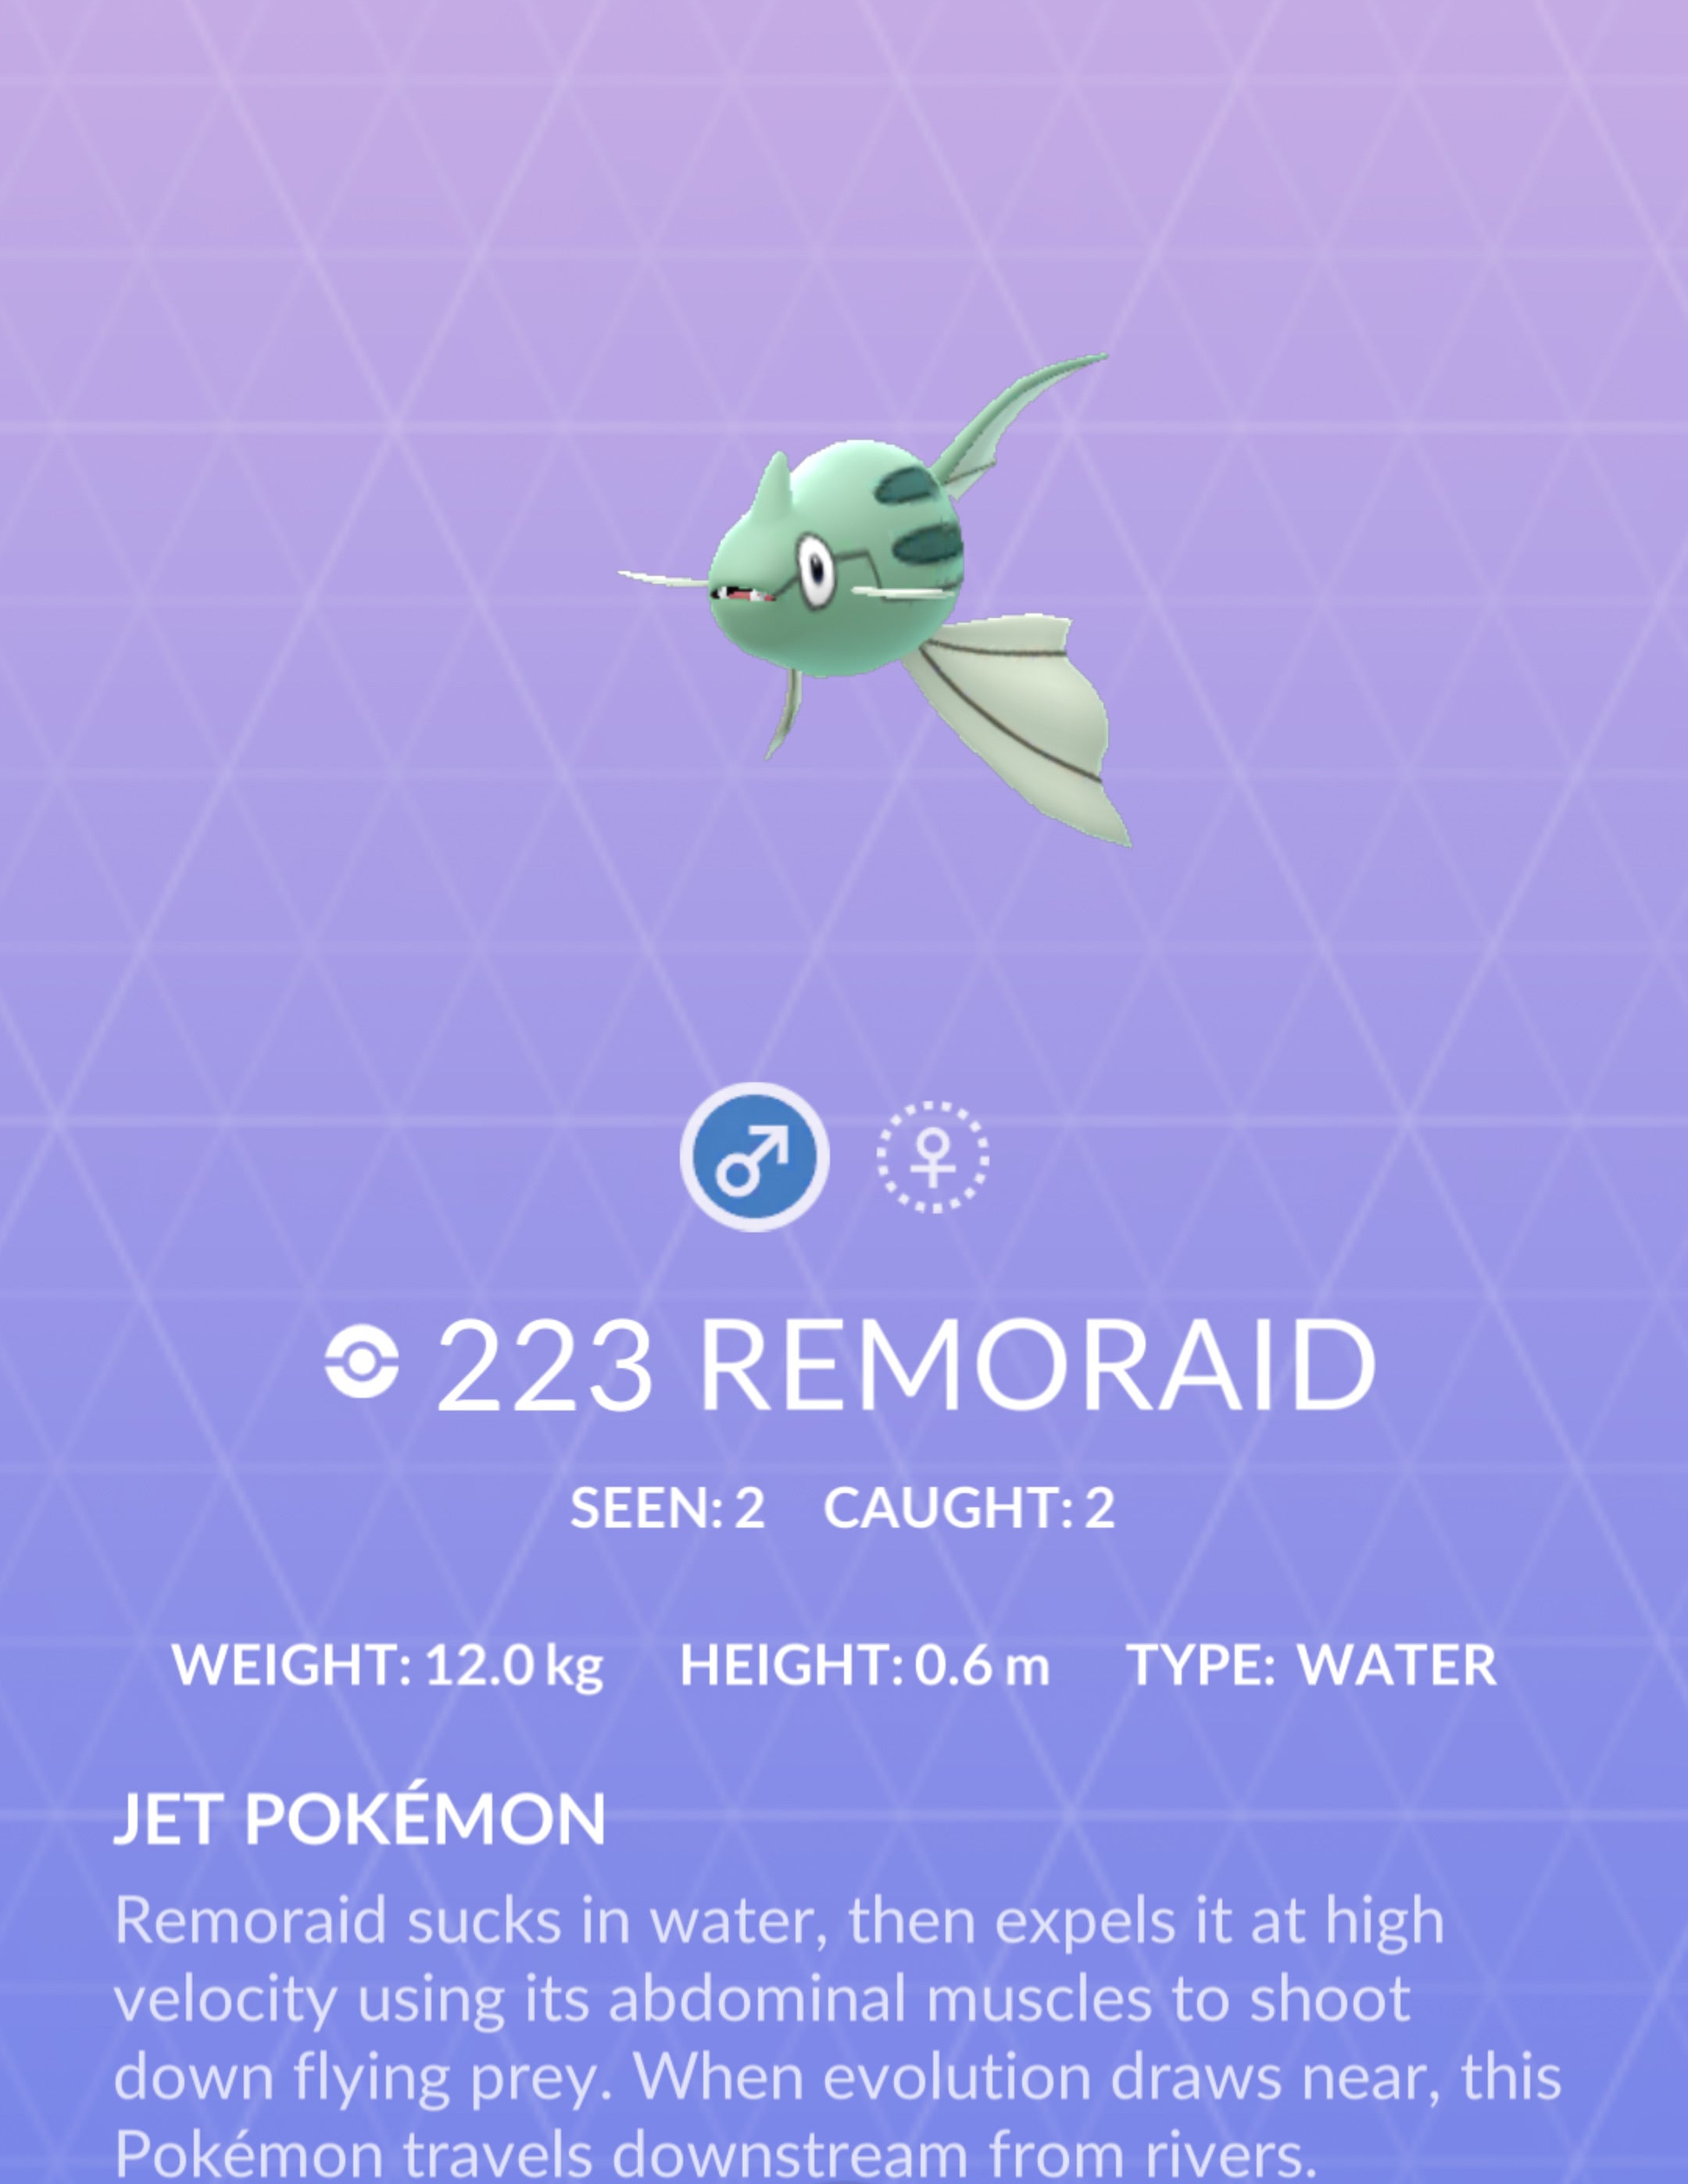 223 REMORAID
SEEN: 2 CAUGHT: 2
WEIGHT: 12.0 kg HEIGHT: 0.6 m TYPE: WATER
JET POKÉMON
Remoraid sucks in water, then expels it at high
velocity using its abdominal muscles to shoot
down flying prey. When evolution draws near, this
Pokémon travels downstream from rivers.